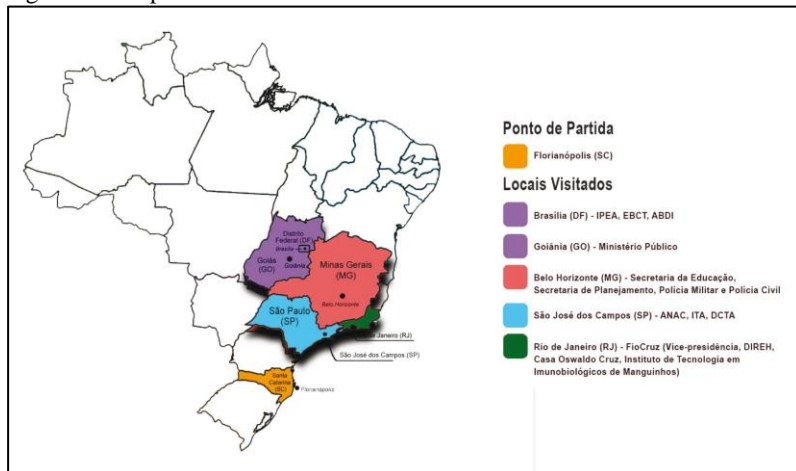 Ponto de Partida
Florianópolis (SC)
Locais Visitados
Brasília (DF) - IPEA, EBCT, ABDI
Goiânia (GO) - Ministério Público
Belo Horizonte (MG) - Secretaria da Educação,
Secretaria de Planejamento, Polícia Militar e Polícia Civil
São José dos Campos (SP) - ANAC, ITA, DCTA
Rio de Janeiro (RJ) - FioCruz (Vice-presidência, DIREH,
Casa Oswaldo Cruz, Instituto de Tecnologia em
Imunobiológicos de Manguinhos)
Distrito
Federal (DF)
Brasília
Goiás
(GO)
Goiânia
Minas Gerais
(MG)
Belo Horizonte
São Paulo
(SP)
de Janeiro (RJ)
São José dos Campos (SP)
Santa
Catarina
(SC)
Florianópolis